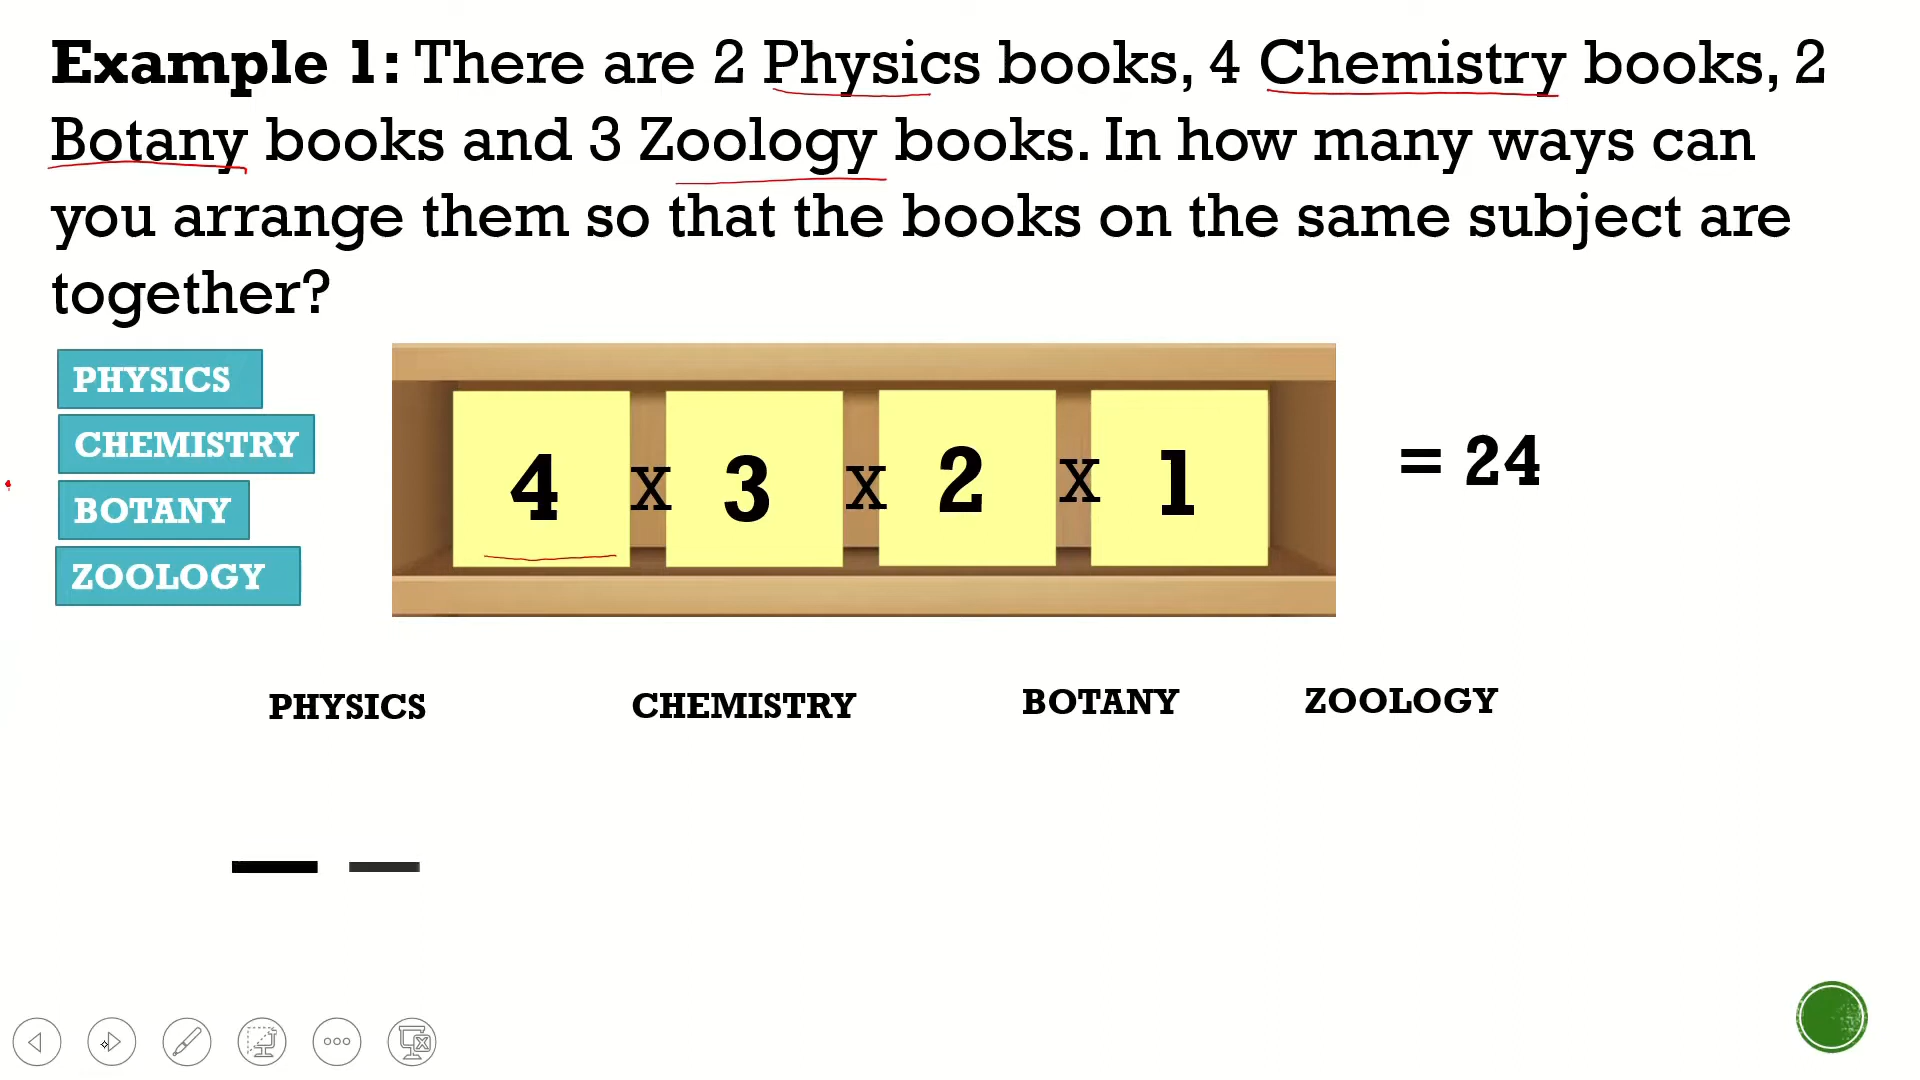 Example 1: There are 2 Physics books, 4 Chemistry books, 2
Botany books and 3 Zoology books. In how many ways can
you arrange them so that the books on the same subject are
together?
PHYSICS
CHEMISTRY
BOTANY
ZOOLOGY
4 x 3 x 2 x 1 = 24
PHYSICS CHEMISTRY BOTANY ZOOLOGY